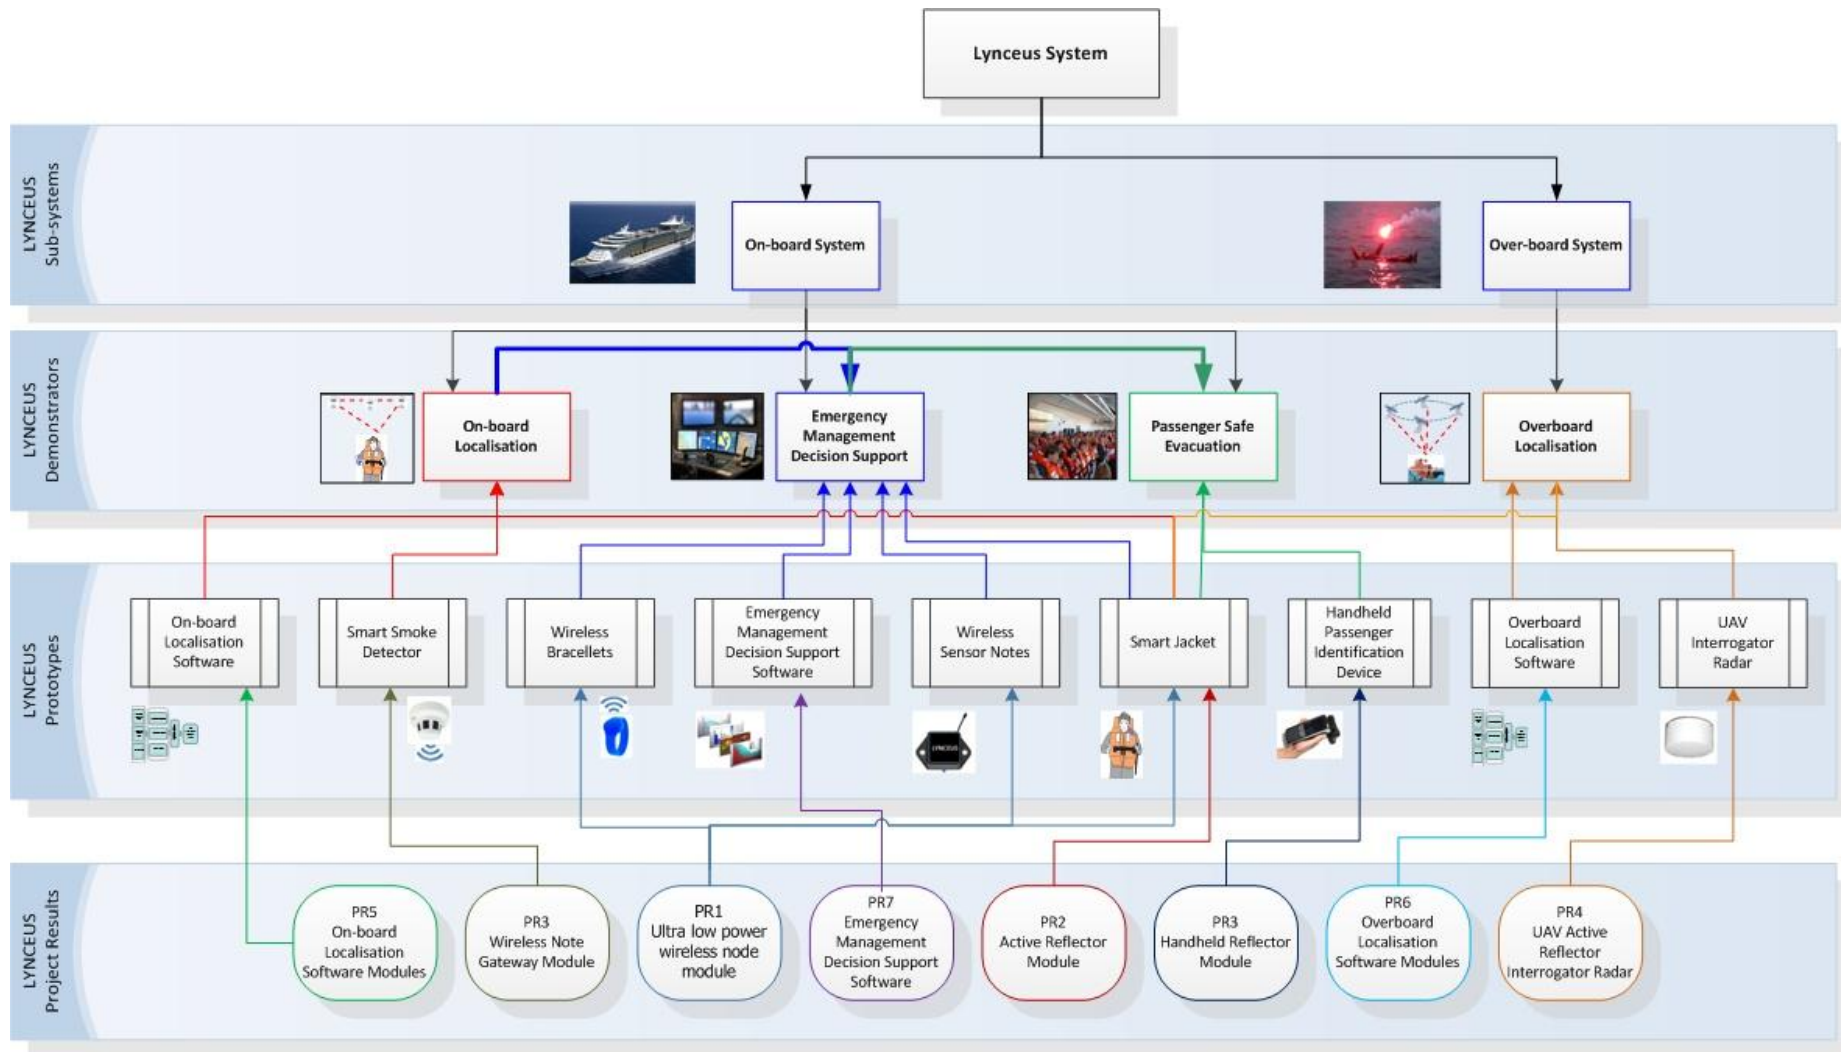 Lynceus System
LYNCEUS
Sub-systems
On-board System
Over-board System
LYNCEUS
Demonstrators
On-board
Localisation
Emergency
Management
Decision Support
Passenger Safe
Evacuation
Overboard
Localisation
LYNCEUS
Prototypes
On-board
Localisation
Software
Smart Smoke
Detector
Wireless
Bracellets
Emergency
Management
Decision Support
Software
Wireless
Sensor Notes
Smart Jacket
Handheld
Passenger
Identification
Device
Overboard
Localisation
Software
UAV
Interrogator
Radar
LYNCEUS
LYNCEUS
Project Results
PR5
On-board
Localisation
Software Modules
PR3
Wireless Note
Gateway Module
PR1
Ultra low power
wireless node
module
PR7
Emergency
Management
Decision Support
Software
PR2
Active Reflector
Module
PR3
Handheld Reflector
Module
PR6
Overboard
Localisation
Software Modules
PR4
UAV Active
Reflector
Interrogator Radar